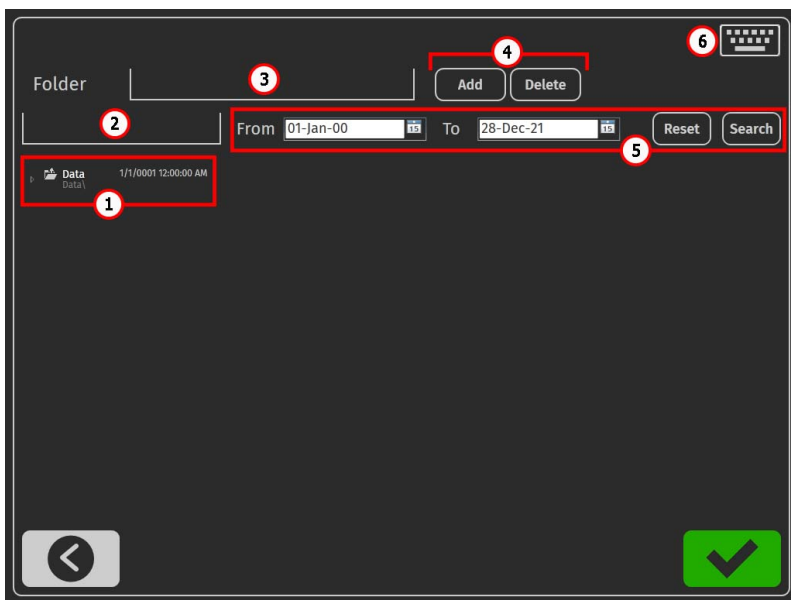 6
4
Folder
3
Add Delete
2
From 01-Jan-00 15 To 28-Dec-21 15 Reset Search
5
Data 1/1/0001 12:00:00 AM
Data\
1